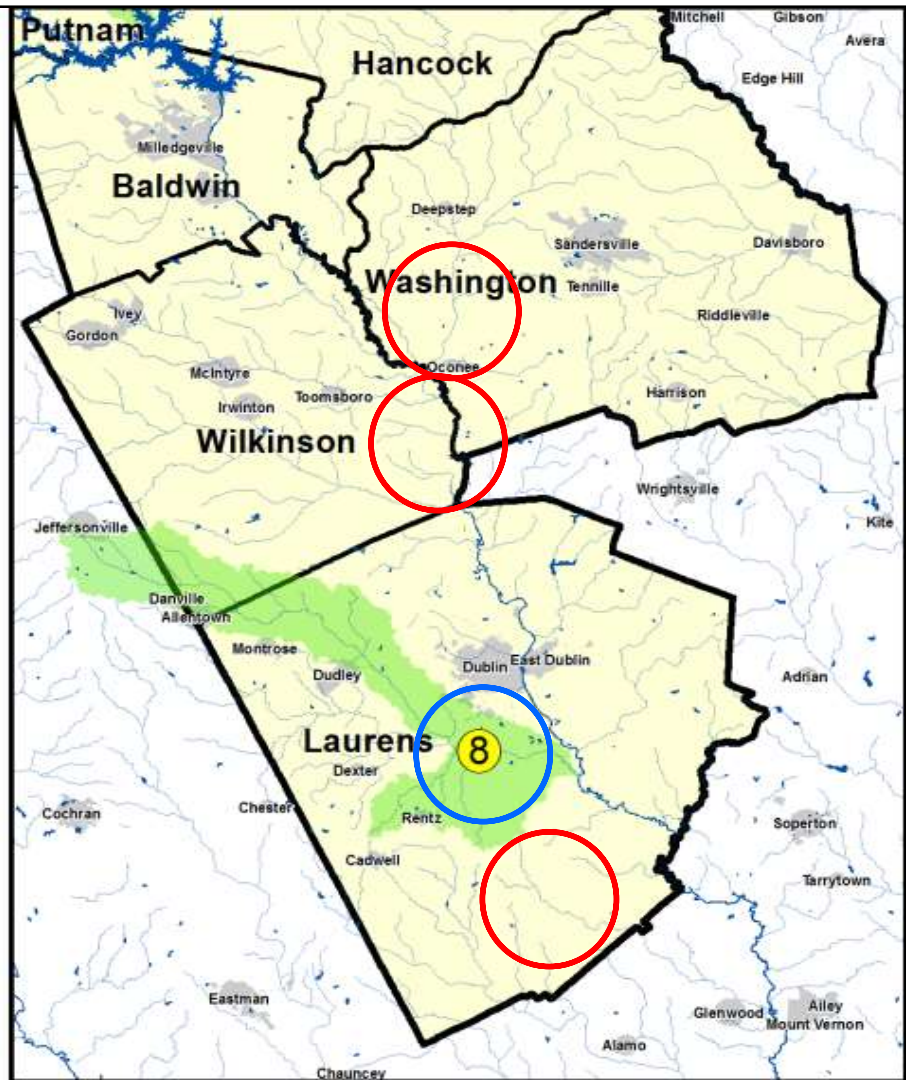 Putnam
Mitchell
Gibson
Avera
Hancock
Edge Hill
Milledgeville
Baldwin
Deepstep
Sandersville
Davisboro
Washington
Tennille
Ivey
Gordon
Riddleville
McIntyre
Oconee
Irwinton
Toomsboro
Harrison
Wilkinson
Wrightsville
Jeffersonville
Kite
Danville
Allentown
Montrose
Dudley
Dublin
East Dublin
Adrian
Laurens
8
Dexter
Chester
Cochran
Rentz
Soperton
Cadwell
Tarrytown
Eastman
Glenwood
Ailey
Mount Vernon
Alamo
Chauncey